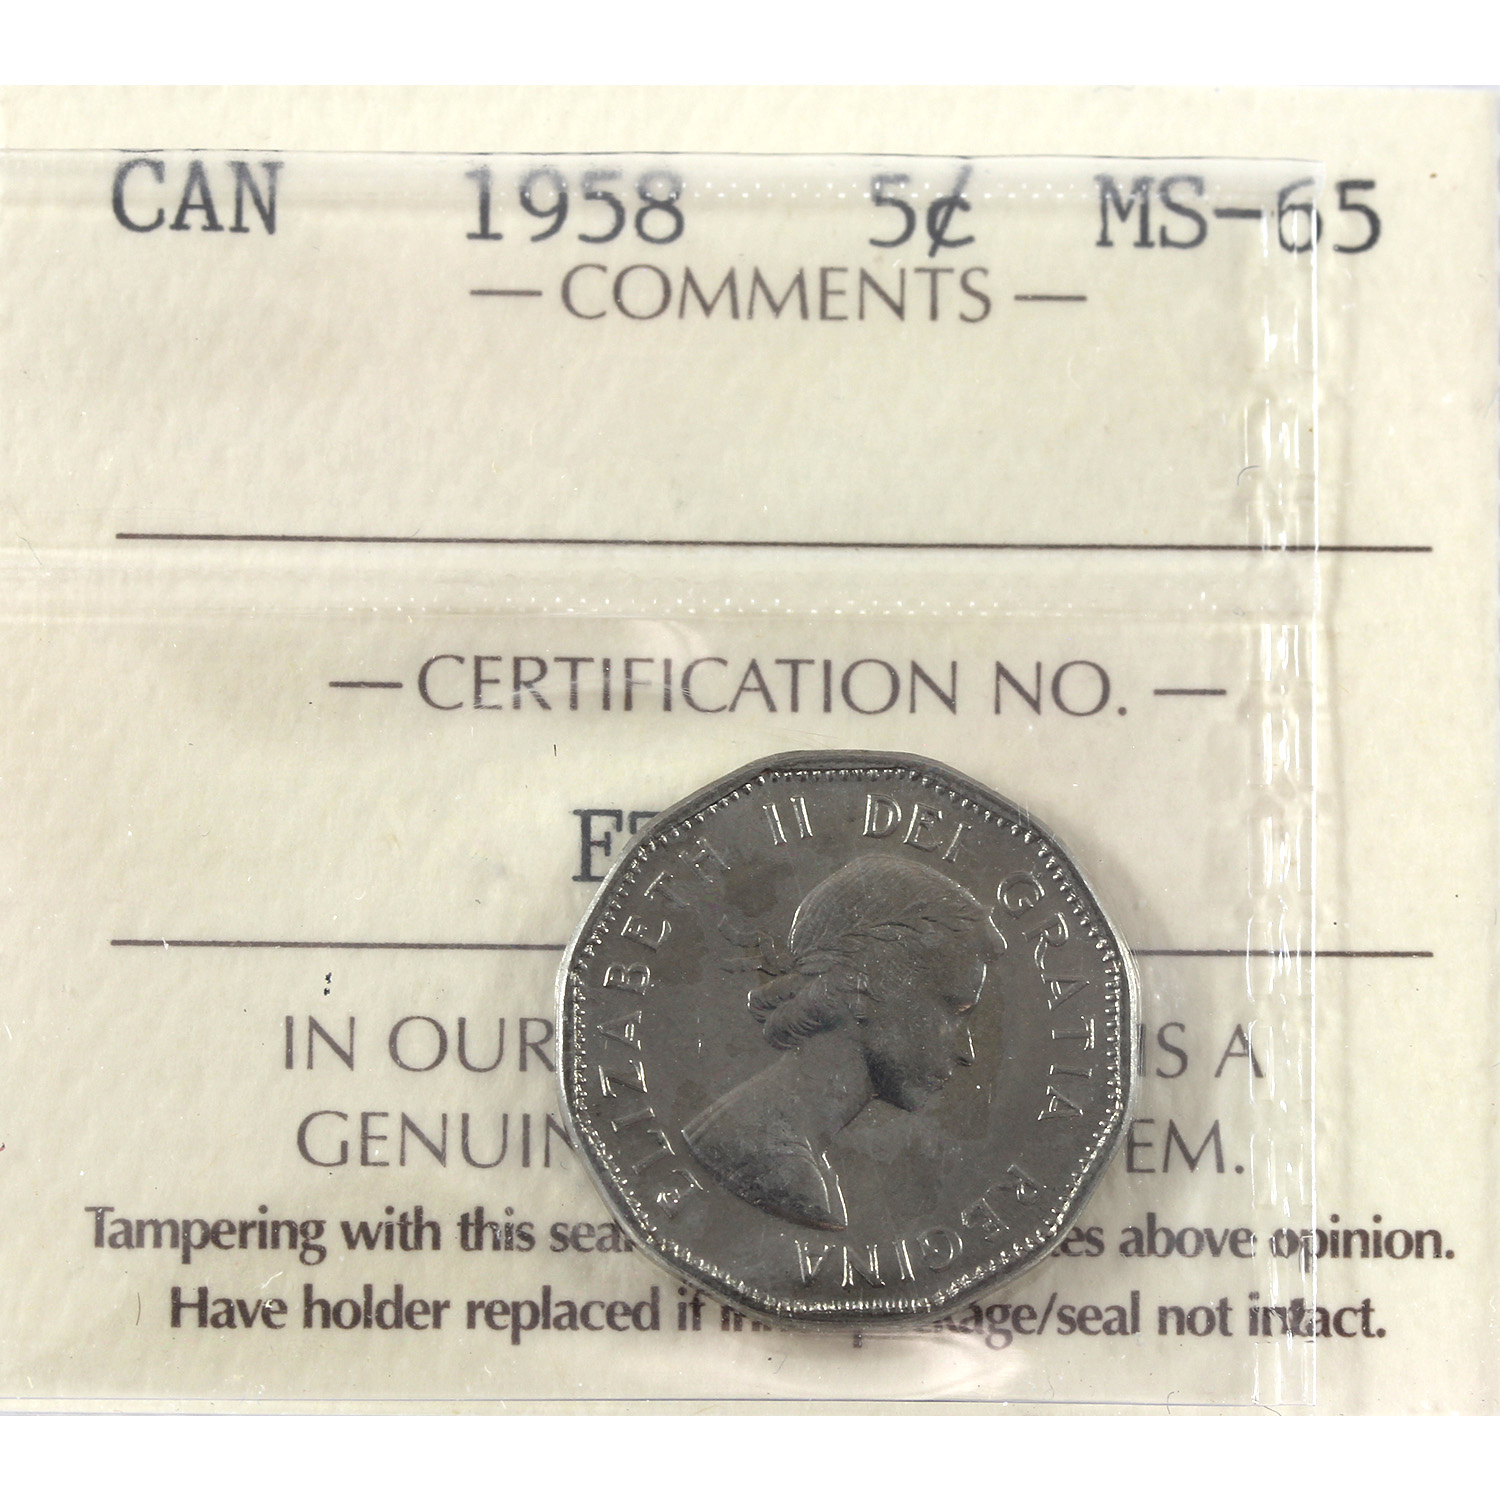 CAN 1958 5¢ MS-65
— COMMENTS —
— CERTIFICATION NO. —
ELIZABETH II DEI GRATIA REGINA
IN OUR IS A
GENUIN EM.
Tampering with this sea es above opinion.
Have holder replaced if age/seal not intact.